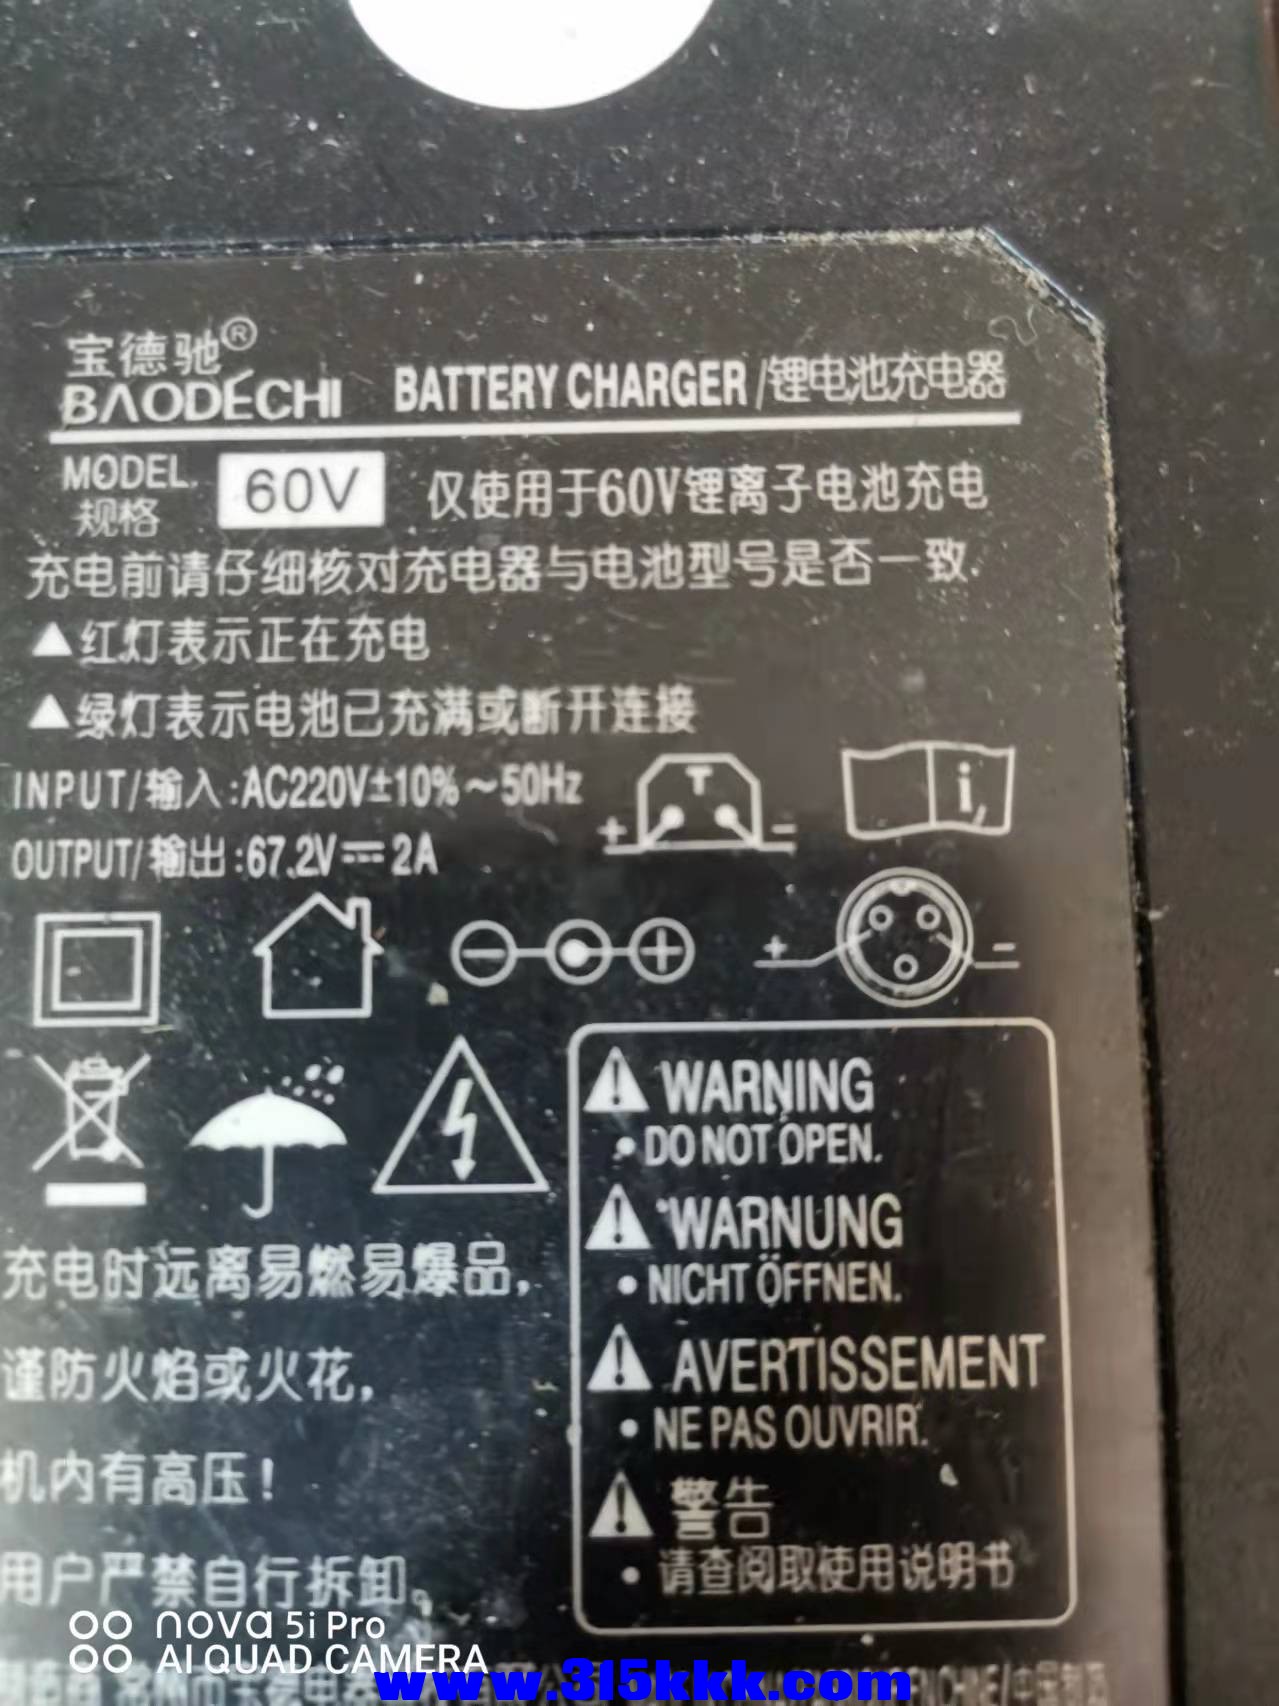 宝德驰®
BAODECHI BATTERY CHARGER/锂电池充电器
MODEL 规格 60V 仅使用于60V锂离子电池充电
充电前请仔细核对充电器与电池型号是否一致.
▲红灯表示正在充电
▲绿灯表示电池已充满或断开连接
INPUT/输入:AC220V±10%~50Hz
OUTPUT/输出:67.2V⎓2A
T
+ −
i
− +
+ −
WARNING
• DO NOT OPEN.
WARNUNG
• NICHT ÖFFNEN.
AVERTISSEMENT
• NE PAS OUVRIR.
警告
• 请查阅取使用说明书
充电时远离易燃易爆品,
谨防火焰或火花,
机内有高压!
用户严禁自行拆卸。
nova 5i Pro
AI QUAD CAMERA
www.315kkk.com